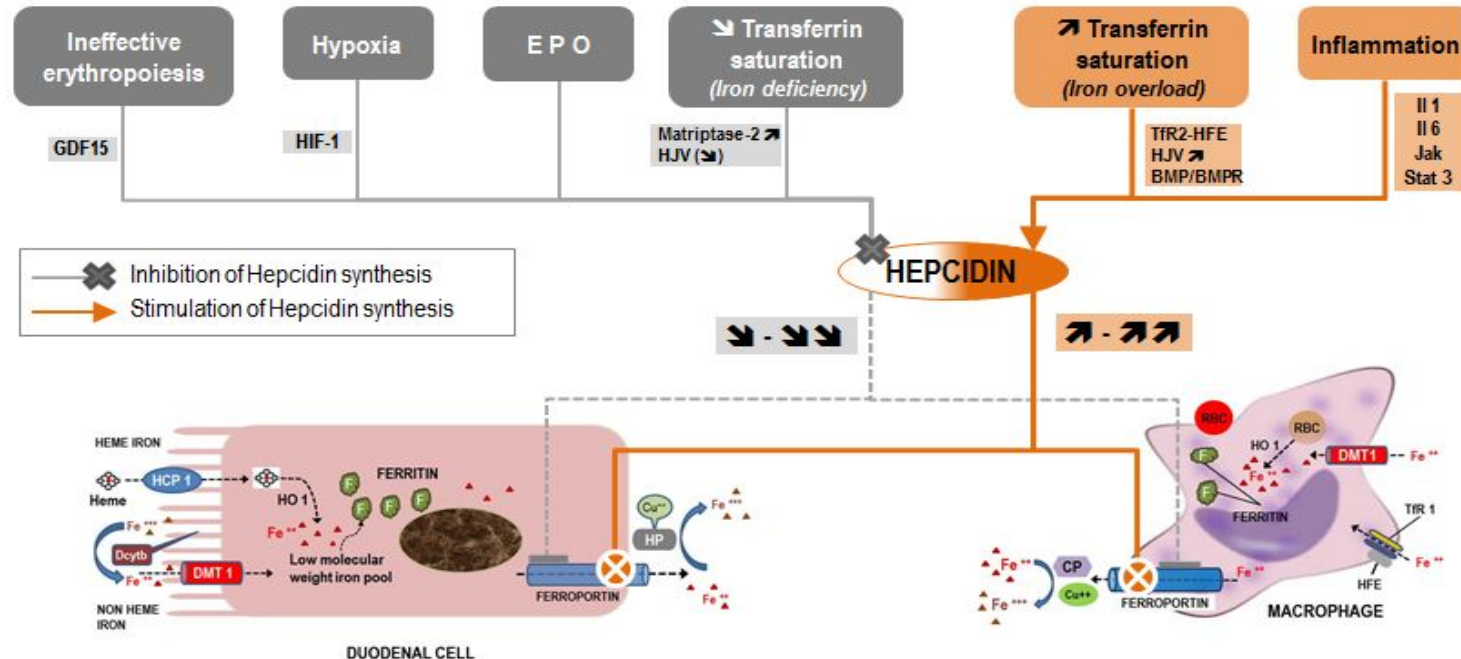 Ineffective
erythropoiesis
Hypoxia
E P O
↘ Transferrin
saturation
(Iron deficiency)
↗ Transferrin
saturation
(Iron overload)
Inflammation
GDF15
HIF-1
Matriptase-2 ↗
HJV (↘)
TfR2-HFE
HJV ↗
BMP/BMPR
Il 1
Il 6
Jak
Stat 3
Inhibition of Hepcidin synthesis
Stimulation of Hepcidin synthesis
HEPCIDIN
↘ - ↘↘
↗ - ↗↗
HEME IRON
Heme
HCP 1
HO 1
FERRITIN
F
F
F
F
Fe +++
Dcytb
Fe ++
DMT 1
Fe ++
Low molecular
weight iron pool
NON HEME
IRON
Cu++
HP
Fe +++
Fe ++
FERROPORTIN
DUODENAL CELL
RBC
RBC
HO 1
Fe ++
DMT1
Fe ++
F
F
FERRITIN
TfR 1
Fe ++
HFE
Fe ++
CP
Cu++
Fe +++
Fe ++
FERROPORTIN
MACROPHAGE